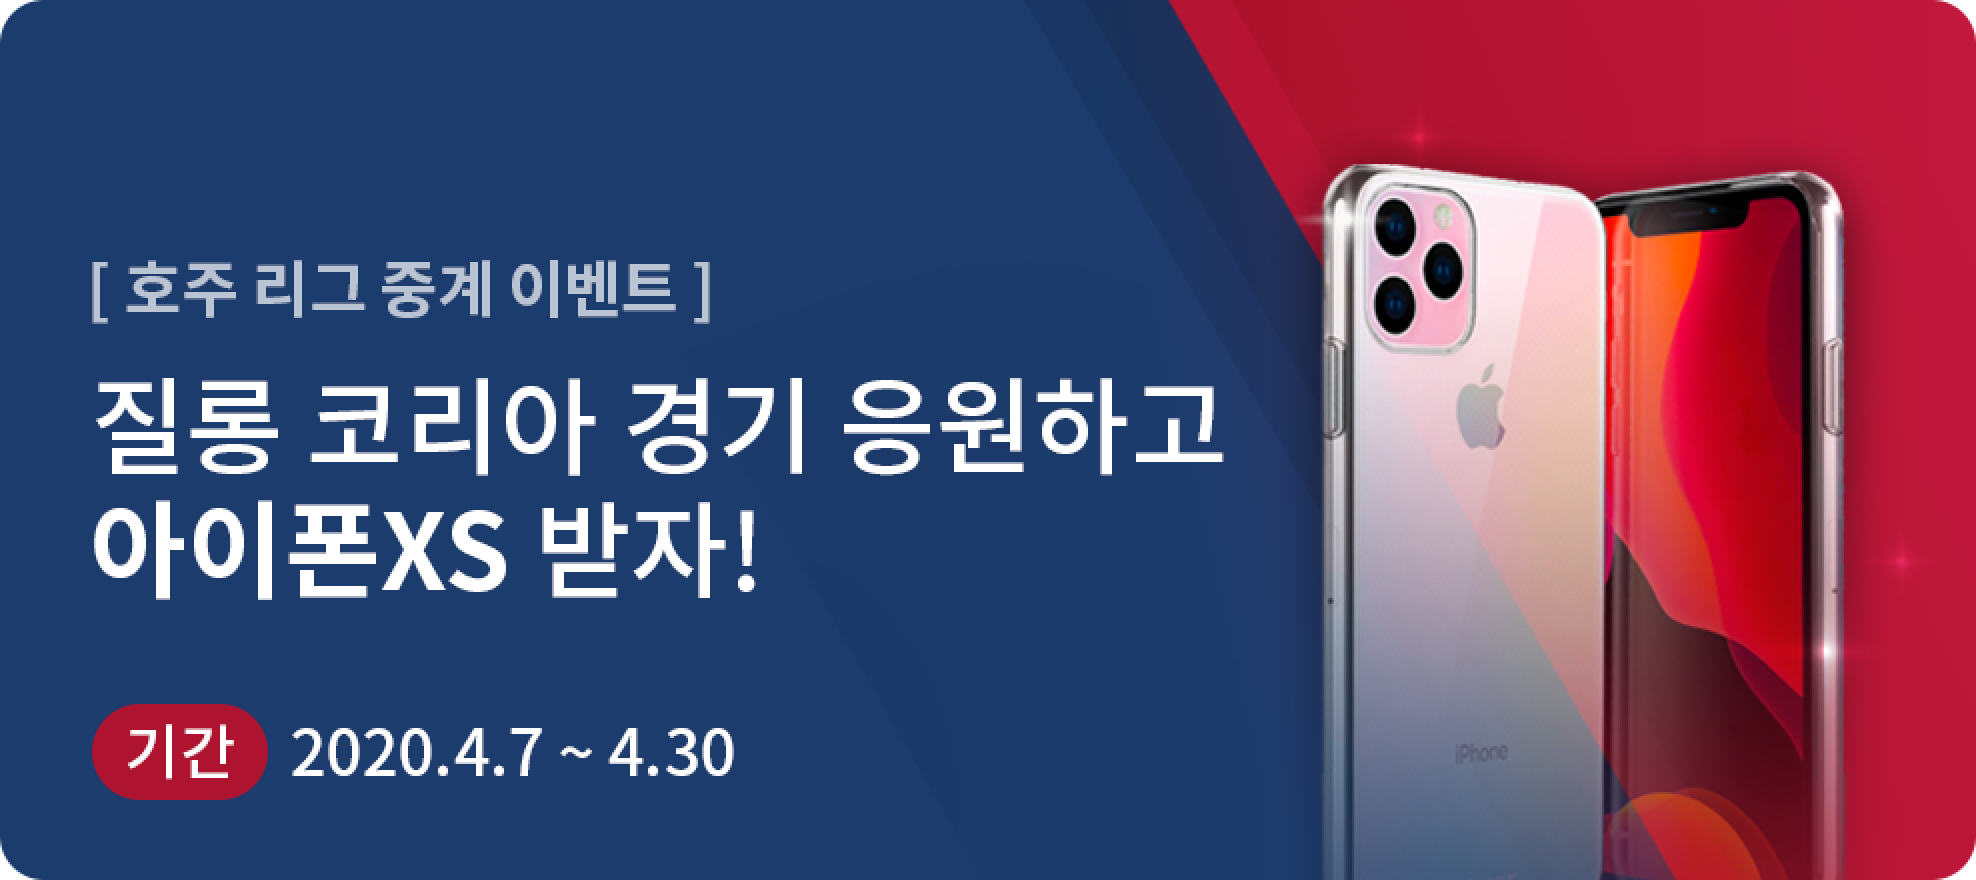 [ 호주 리그 중계 이벤트 ]
질롱 코리아 경기 응원하고
아이폰XS 받자!
기간 2020.4.7 ~ 4.30
iPhone